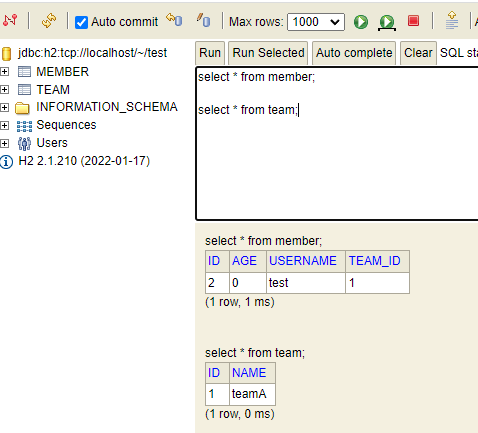 Auto commit Max rows: 1000
jdbc:h2:tcp://localhost/~/test
MEMBER
TEAM
INFORMATION_SCHEMA
Sequences
Users
H2 2.1.210 (2022-01-17)
Run Run Selected Auto complete Clear SQL sta
select * from member;
select * from team;
select * from member;
ID AGE USERNAME TEAM_ID
2 0 test 1
(1 row, 1 ms)
select * from team;
ID NAME
1 teamA
(1 row, 0 ms)